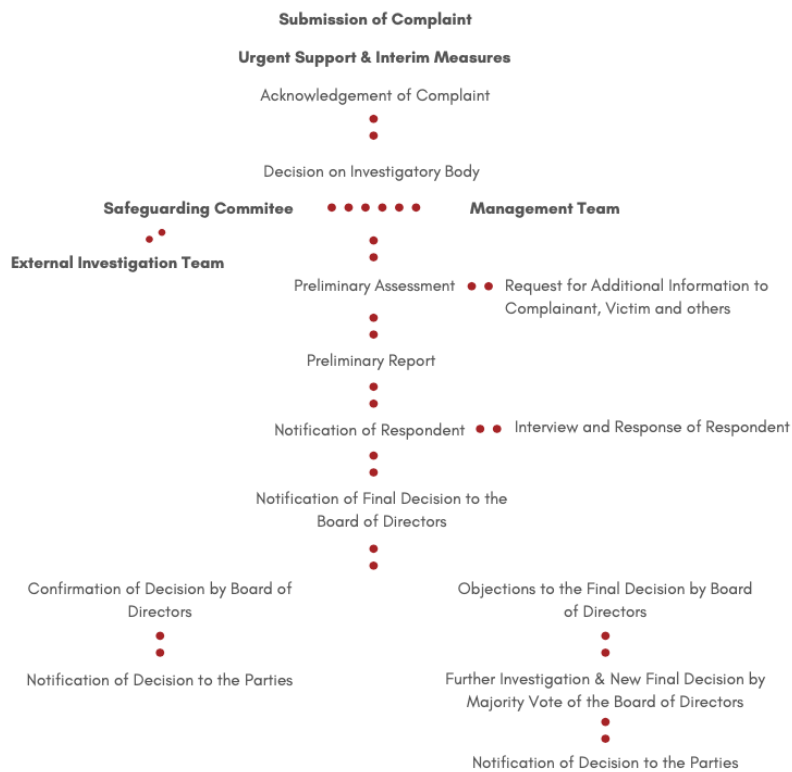 Submission of Complaint
Urgent Support & Interim Measures
Acknowledgement of Complaint
Decision on Investigatory Body
Safeguarding Commitee
Management Team
External Investigation Team
Preliminary Assessment
Request for Additional Information to
Complainant, Victim and others
Preliminary Report
Notification of Respondent
Interview and Response of Respondent
Notification of Final Decision to the
Board of Directors
Confirmation of Decision by Board of
Directors
Notification of Decision to the Parties
Objections to the Final Decision by Board
of Directors
Further Investigation & New Final Decision by
Majority Vote of the Board of Directors
Notification of Decision to the Parties